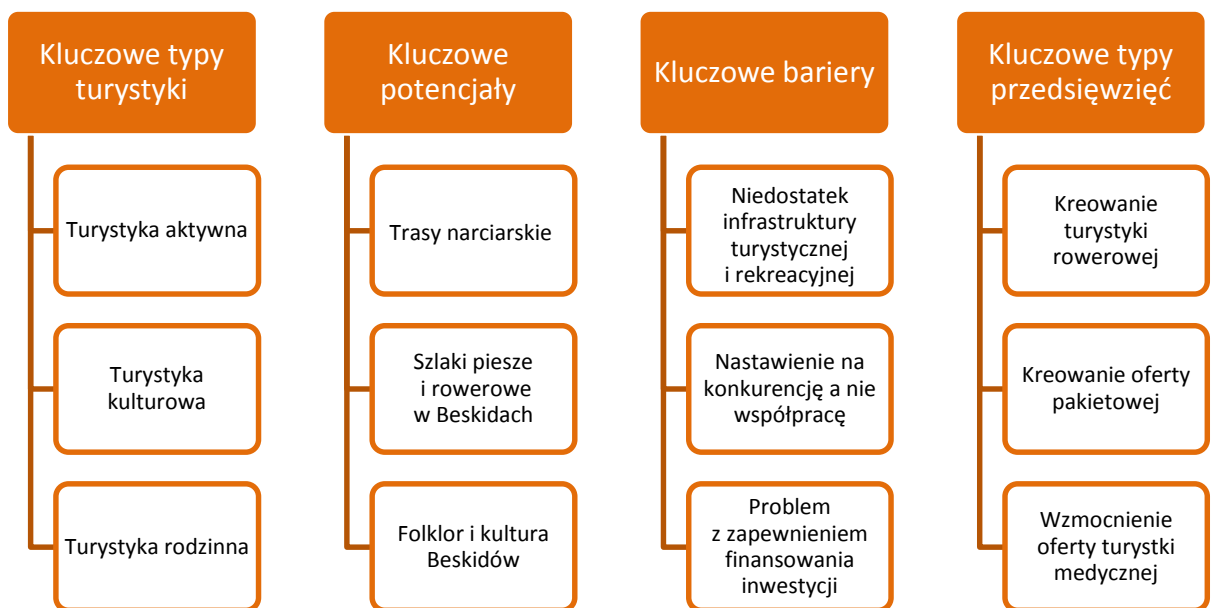 Kluczowe typy
turystyki
Turystyka aktywna
Turystyka
kulturowa
Turystyka rodzinna
Kluczowe
potencjały
Trasy narciarskie
Szlaki piesze
i rowerowe
w Beskidach
Folklor i kultura
Beskidów
Kluczowe bariery
Niedostatek
infrastruktury
turystycznej
i rekreacyjnej
Nastawienie na
konkurencję a nie
współpracę
Problem
z zapewnieniem
finansowania
inwestycji
Kluczowe typy
przedsięwzięć
Kreowanie
turystyki
rowerowej
Kreowanie oferty
pakietowej
Wzmocnienie
oferty turystki
medycznej